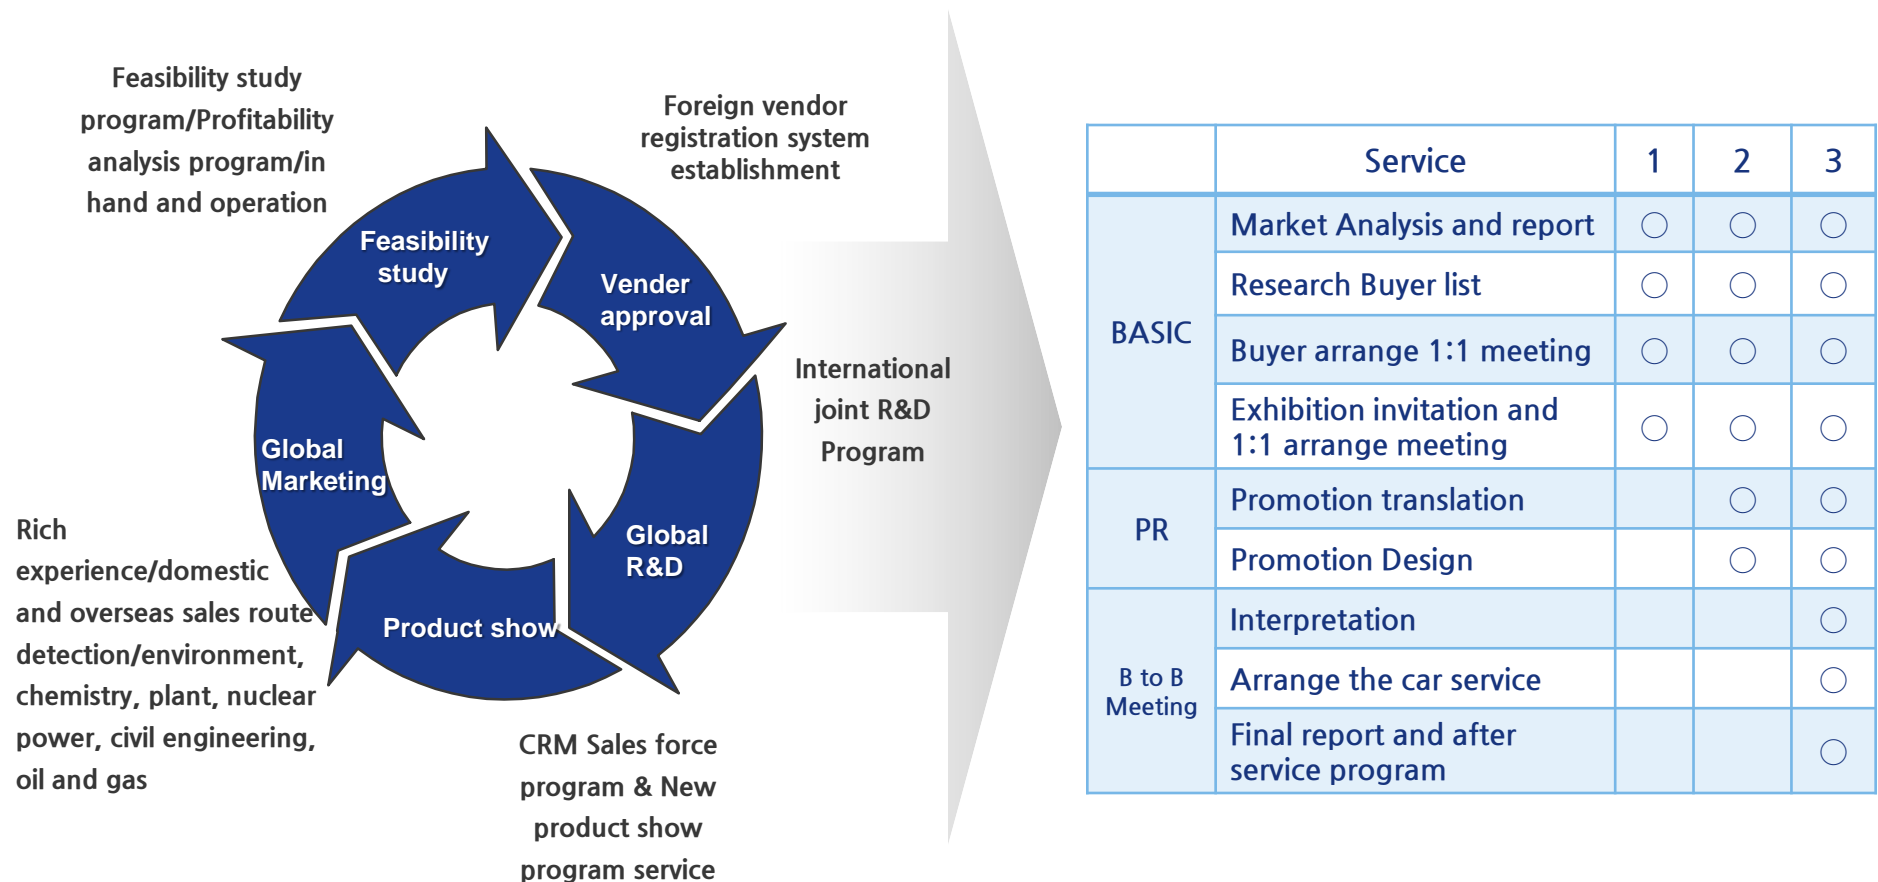 Feasibility study
program/Profitability
analysis program/in
hand and operation
Foreign vendor
registration system
establishment
Feasibility
study
Vender
approval
International
joint R&D
Program
Global
Marketing
Global
R&D
Product show
Rich
experience/domestic
and overseas sales route
detection/environment,
chemistry, plant, nuclear
power, civil engineering,
oil and gas
CRM Sales force
program & New
product show
program service
Service 1 2 3
BASIC
Market Analysis and report ○ ○ ○
Research Buyer list ○ ○ ○
Buyer arrange 1:1 meeting ○ ○ ○
Exhibition invitation and
1:1 arrange meeting ○ ○ ○
PR
Promotion translation ○ ○
Promotion Design ○ ○
B to B
Meeting
Interpretation ○
Arrange the car service ○
Final report and after
service program ○